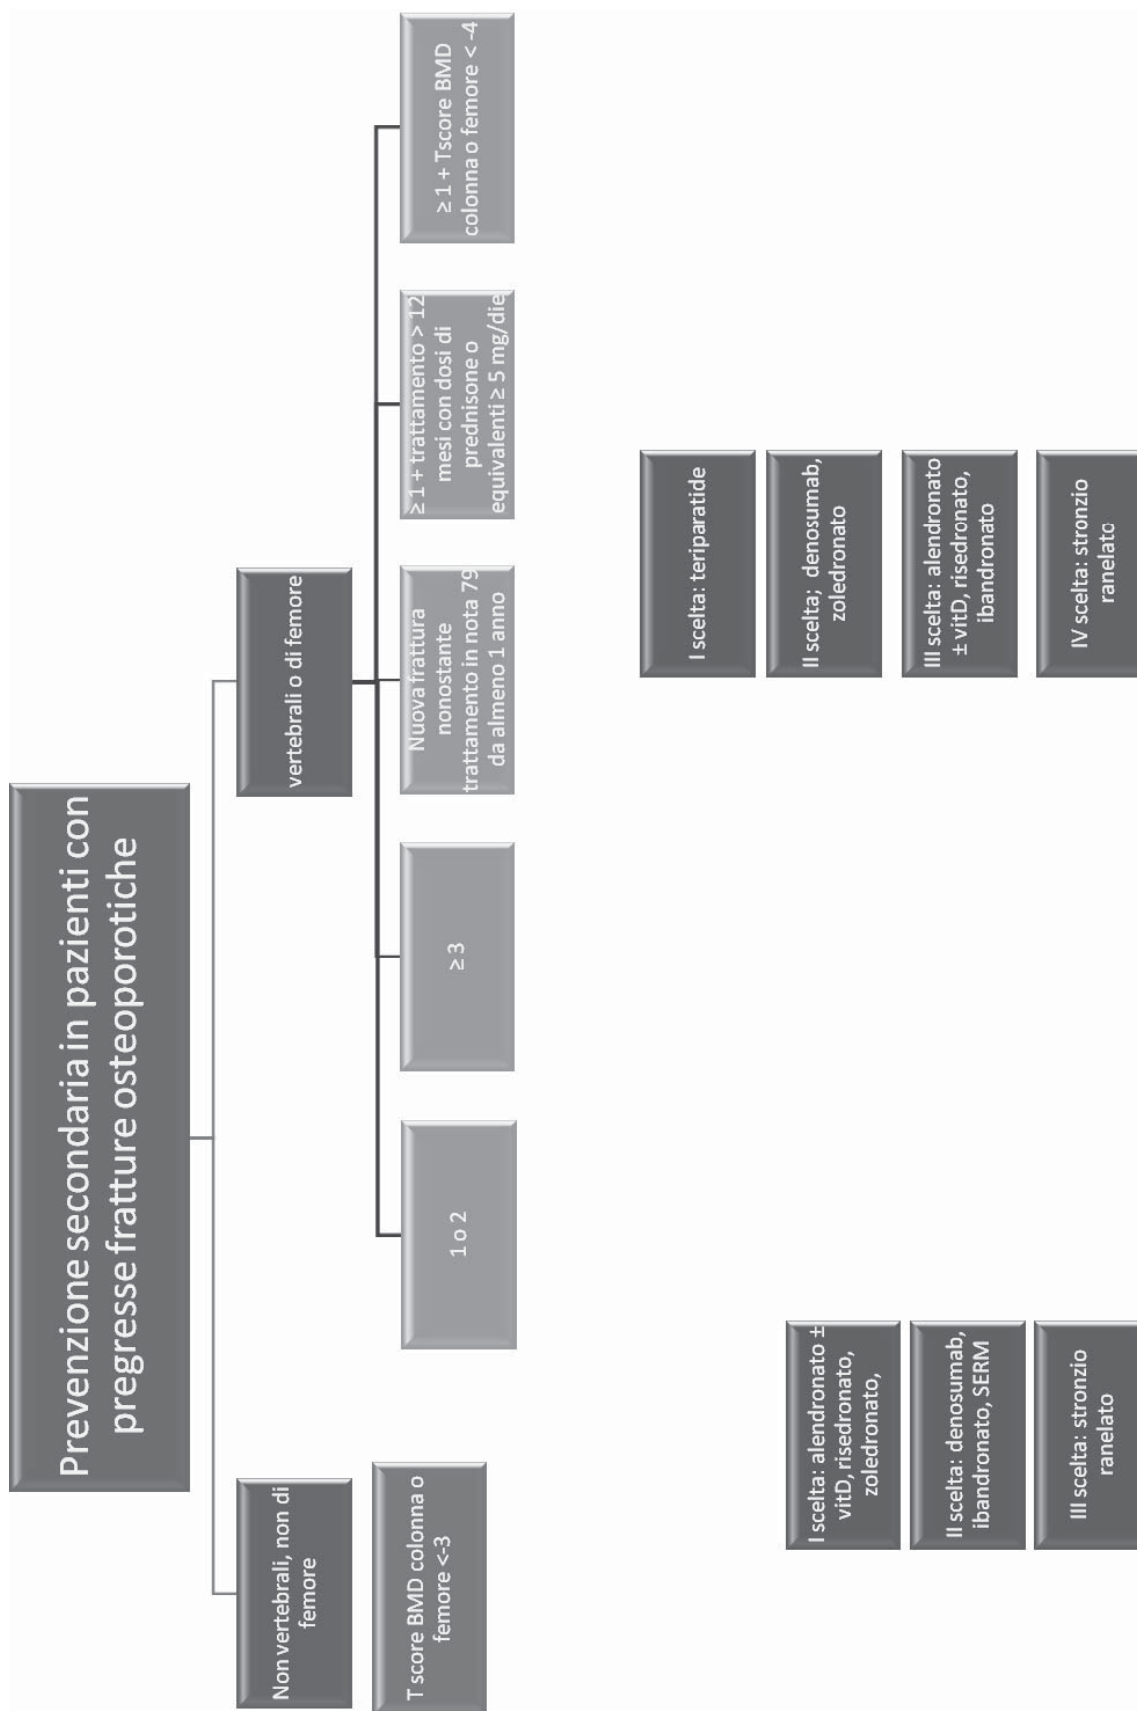 Prevenzione secondaria in pazienti con
pregresse fratture osteoporotiche
Non vertebrali, non di
femore
vertebrali o di femore
T score BMD colonna o
femore <-3
1 o 2
≥ 3
Nuova frattura
nonostante
trattamento in nota 79
da almeno 1 anno
≥ 1 + trattamento > 12
mesi con dosi di
prednisone o
equivalenti ≥ 5 mg/die
≥ 1 + Tscore BMD
colonna o femore < -4
I scelta: alendronato ±
vitD, risedronato,
zoledronato,
II scelta: denosumab,
ibandronato, SERM
III scelta: stronzio
ranelato
I scelta: teriparatide
II scelta; denosumab,
zoledronato
III scelta: alendronato
± vitD, risedronato,
ibandronato
IV scelta: stronzio
ranelato